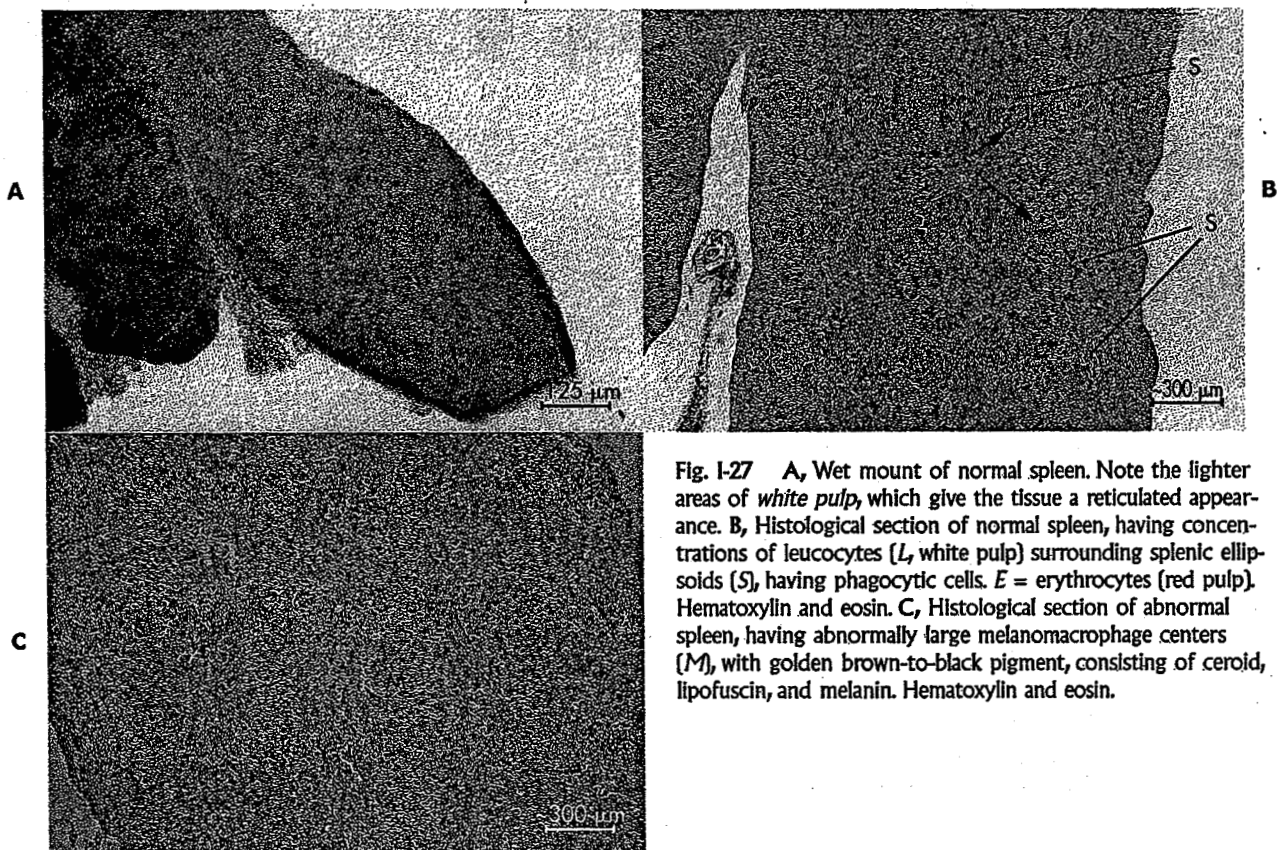 A
S
B
S
125 µm
~300 µm
C
~300 µm
Fig. I-27 A, Wet mount of normal spleen. Note the lighter
areas of white pulp, which give the tissue a reticulated appear-
ance. B, Histological section of normal spleen, having concen-
trations of leucocytes (L, white pulp) surrounding splenic ellip-
soids (S), having phagocytic cells. E = erythrocytes (red pulp).
Hematoxylin and eosin. C, Histological section of abnormal
spleen, having abnormally large melanomacrophage centers
(M), with golden brown-to-black pigment, consisting of ceroid,
lipofuscin, and melanin. Hematoxylin and eosin.